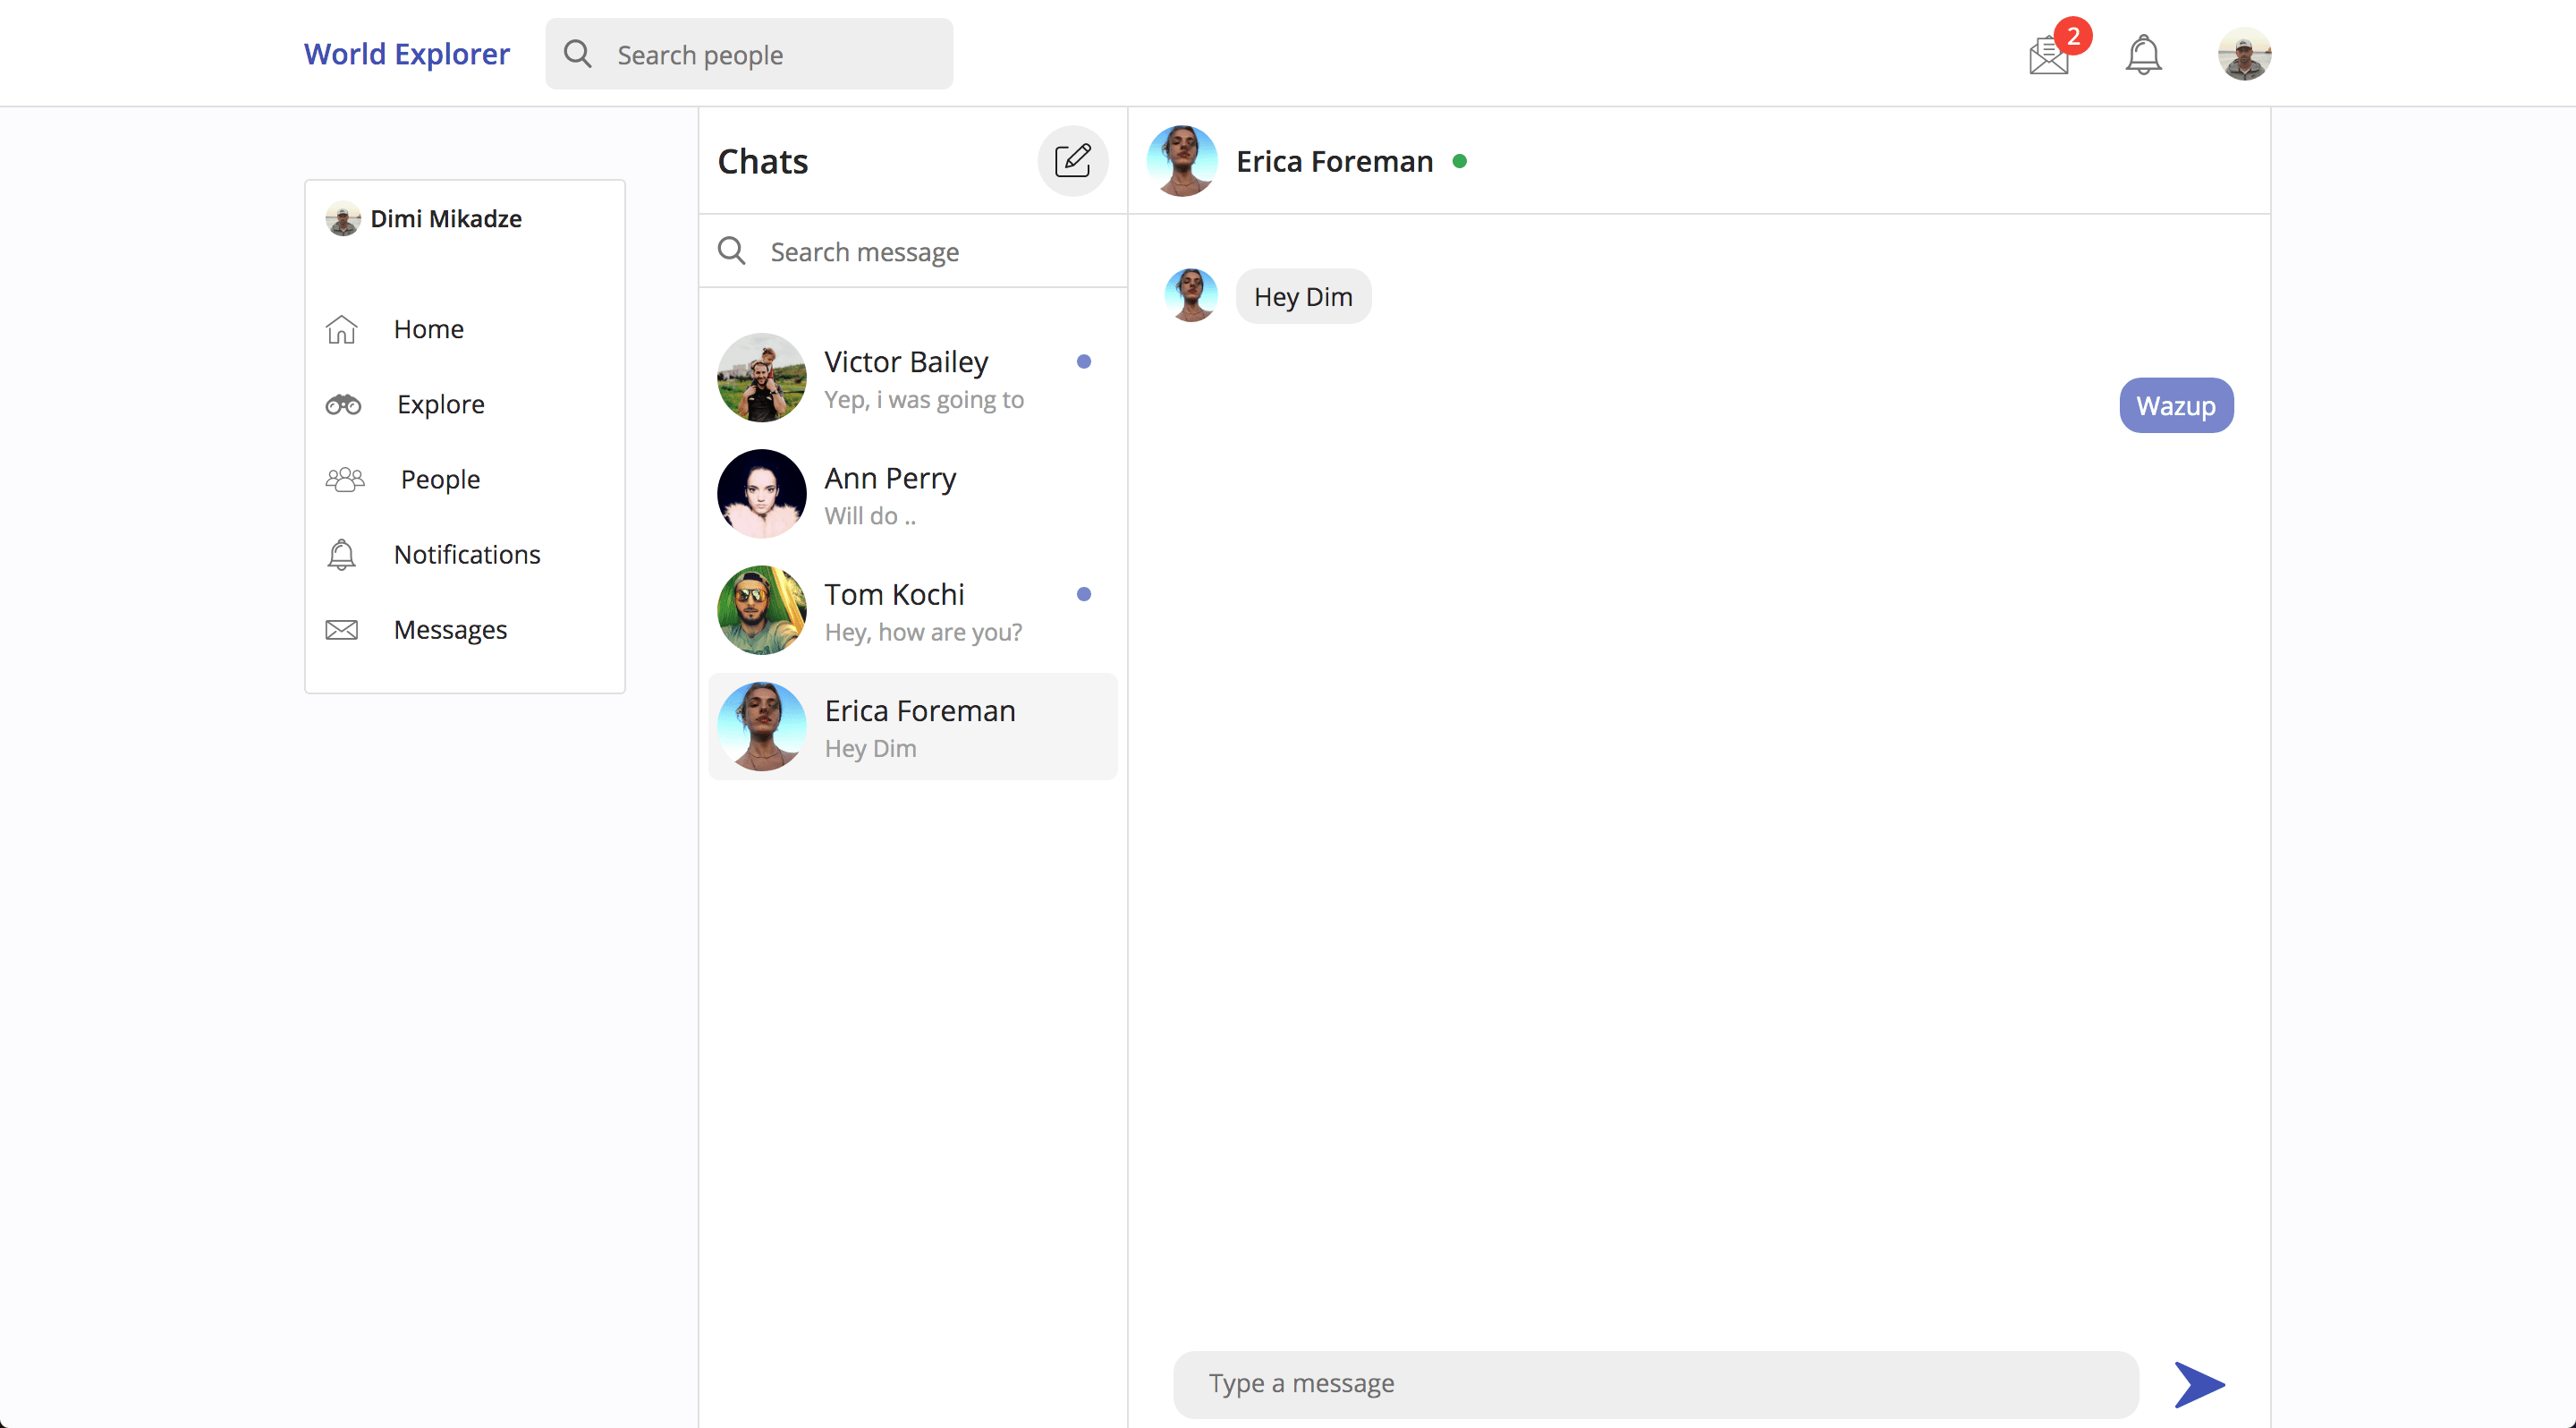 World Explorer
Search people
2
Dimi Mikadze
Home
Explore
People
Notifications
Messages
Chats
Search message
Victor Bailey
Yep, i was going to
Ann Perry
Will do ..
Tom Kochi
Hey, how are you?
Erica Foreman
Hey Dim
Erica Foreman
Hey Dim
Wazup
Type a message